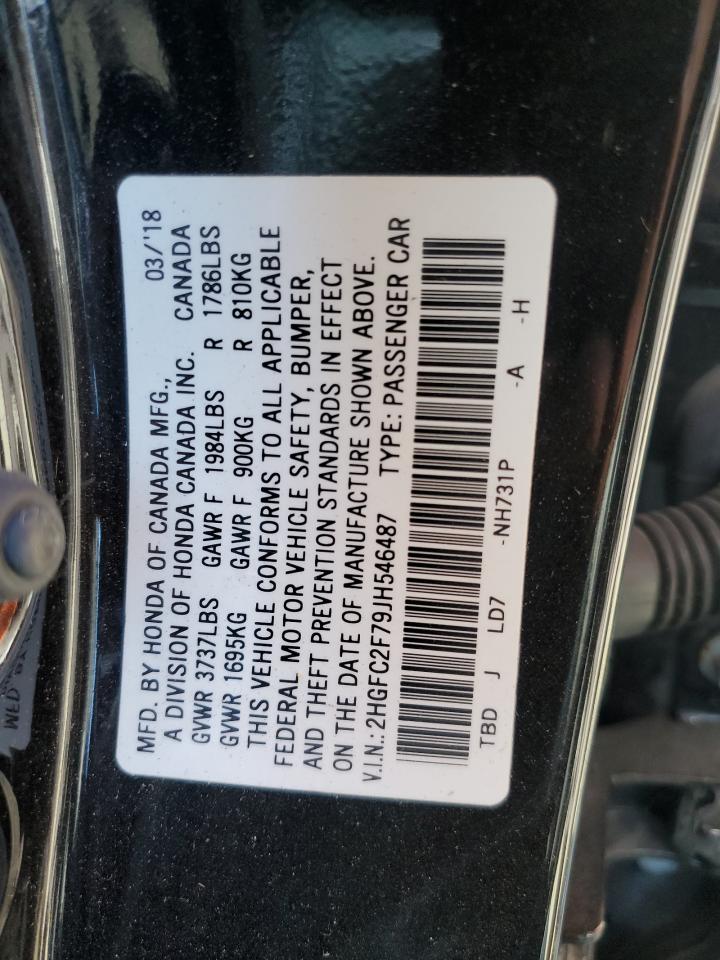 MFD. BY HONDA OF CANADA MFG., 03/'18
A DIVISION OF HONDA CANADA INC. CANADA
GVWR 3737LBS GAWR F 1984LBS R 1786LBS
GVWR 1695KG GAWR F 900KG R 810KG
THIS VEHICLE CONFORMS TO ALL APPLICABLE
FEDERAL MOTOR VEHICLE SAFETY, BUMPER,
AND THEFT PREVENTION STANDARDS IN EFFECT
ON THE DATE OF MANUFACTURE SHOWN ABOVE.
V.I.N.: 2HGFC2F79JH546487 TYPE: PASSENGER CAR
TBD J LD7 -NH731P -A -H